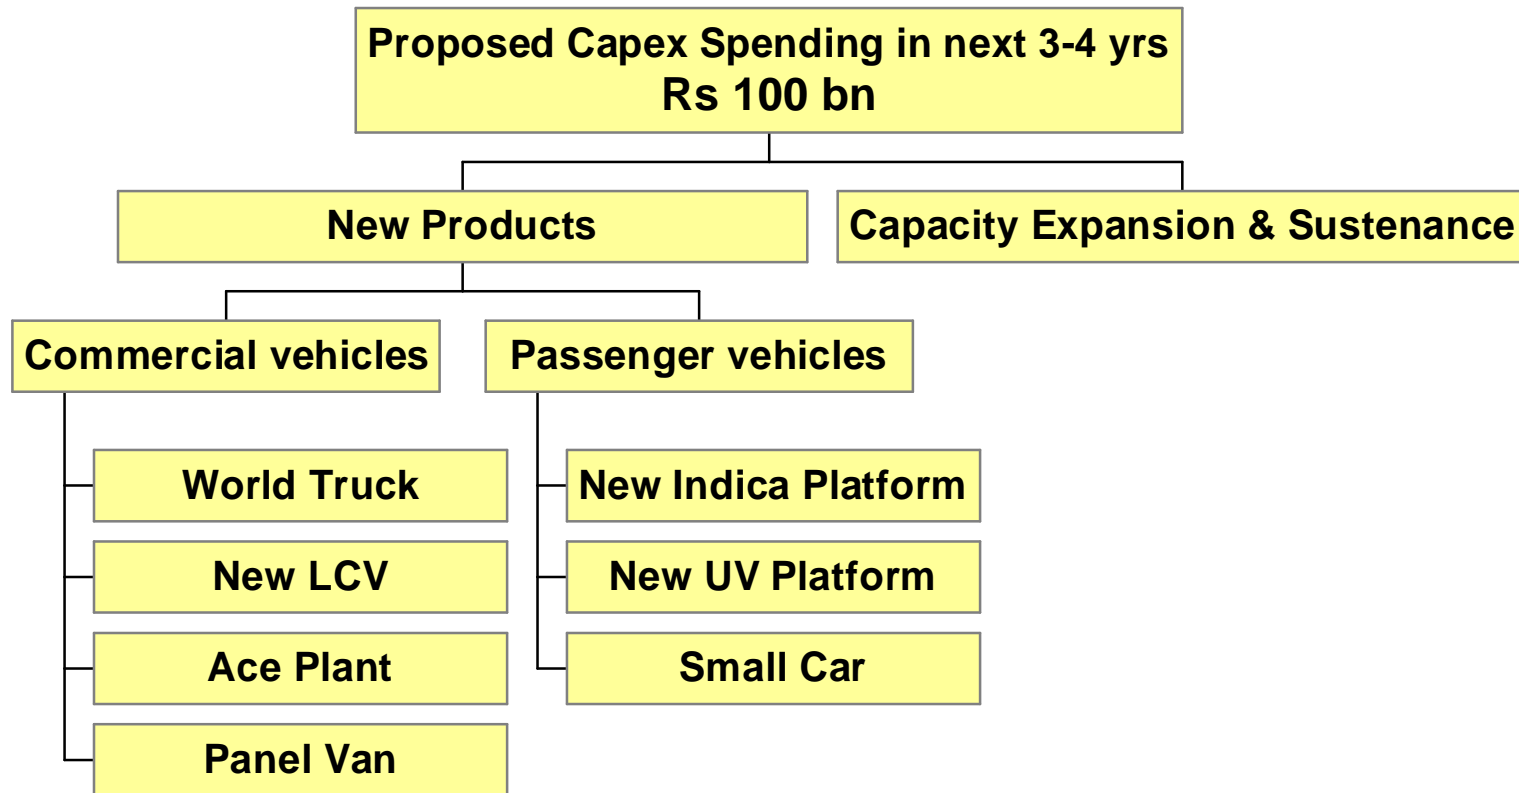 Proposed Capex Spending in next 3-4 yrs
Rs 100 bn
New Products
Capacity Expansion & Sustenance
Commercial vehicles
Passenger vehicles
World Truck
New LCV
Ace Plant
Panel Van
New Indica Platform
New UV Platform
Small Car